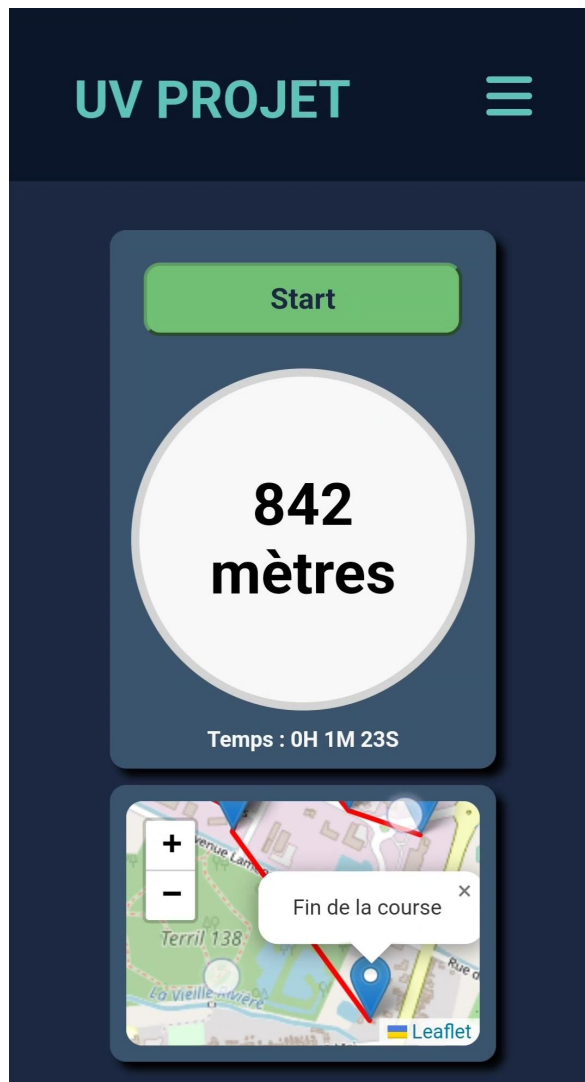 UV PROJET
Start
842
mètres
Temps : 0H 1M 23S
+
−
Fin de la course
×
Terril 138
La Vieille Rivière
Leaflet